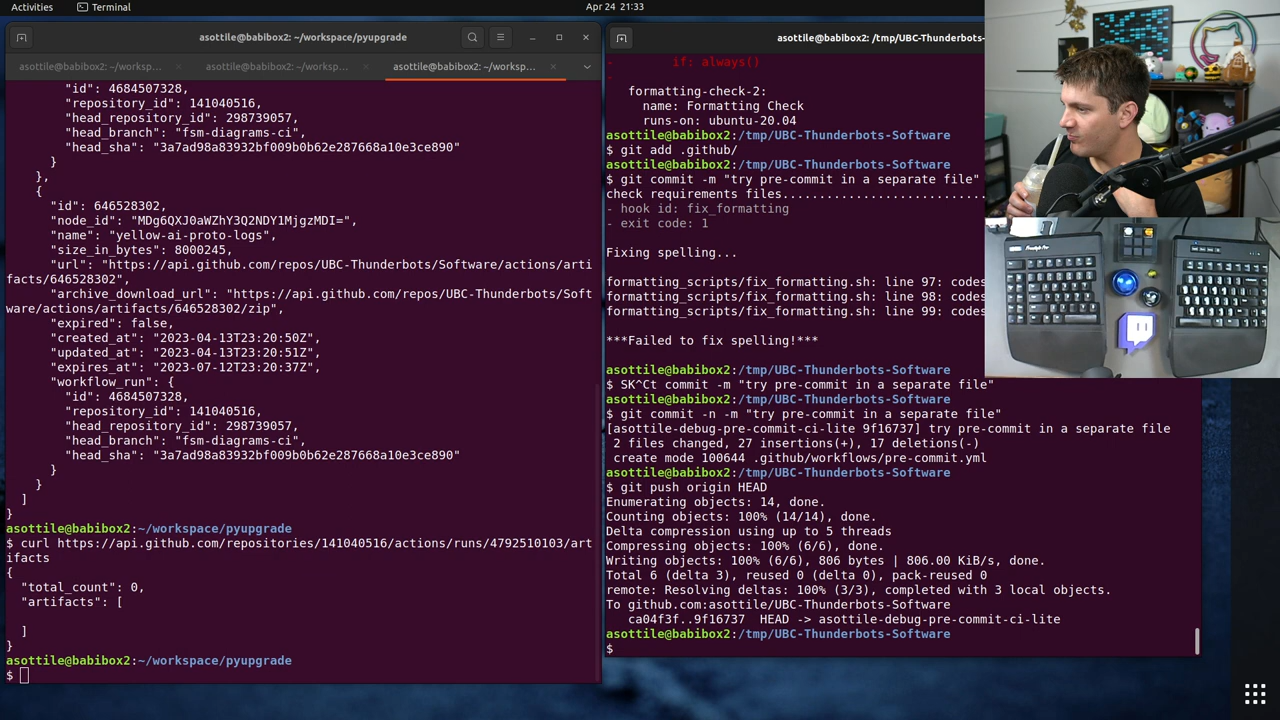 Activities
Terminal
Apr 24 21:33
asottile@babibox2: ~/workspace/pyupgrade
asottile@babibox2: ~/worksp...
asottile@babibox2: ~/worksp...
asottile@babibox2: ~/worksp...
"id": 4684507328,
"repository_id": 141040516,
"head_repository_id": 298739057,
"head_branch": "fsm-diagrams-ci",
"head_sha": "3a7ad98a83932bf009b0b62e287668a10e3ce890"
}
},
{
"id": 646528302,
"node_id": "MDg6QXJ0aWZhY3Q2NDY1MjgzMDI=",
"name": "yellow-ai-proto-logs",
"size_in_bytes": 8000245,
"url": "https://api.github.com/repos/UBC-Thunderbots/Software/actions/arti
facts/646528302",
"archive_download_url": "https://api.github.com/repos/UBC-Thunderbots/Soft
ware/actions/artifacts/646528302/zip",
"expired": false,
"created_at": "2023-04-13T23:20:50Z",
"updated_at": "2023-04-13T23:20:51Z",
"expires_at": "2023-07-12T23:20:37Z",
"workflow_run": {
"id": 4684507328,
"repository_id": 141040516,
"head_repository_id": 298739057,
"head_branch": "fsm-diagrams-ci",
"head_sha": "3a7ad98a83932bf009b0b62e287668a10e3ce890"
}
}
]
}
asottile@babibox2:~/workspace/pyupgrade
$ curl https://api.github.com/repositories/141040516/actions/runs/4792510103/art
ifacts
{
"total_count": 0,
"artifacts": [
]
}
asottile@babibox2:~/workspace/pyupgrade
$
asottile@babibox2: /tmp/UBC-Thunderbots-
- if: always()
-
formatting-check-2:
name: Formatting Check
runs-on: ubuntu-20.04
asottile@babibox2:/tmp/UBC-Thunderbots-Software
$ git add .github/
asottile@babibox2:/tmp/UBC-Thunderbots-Software
$ git commit -m "try pre-commit in a separate file"
check requirements files...........................
- hook id: fix_formatting
- exit code: 1
Fixing spelling...
formatting_scripts/fix_formatting.sh: line 97: codes
formatting_scripts/fix_formatting.sh: line 98: codes
formatting_scripts/fix_formatting.sh: line 99: codes
***Failed to fix spelling!***
asottile@babibox2:/tmp/UBC-Thunderbots-Software
$ SK^Ct commit -m "try pre-commit in a separate file"
asottile@babibox2:/tmp/UBC-Thunderbots-Software
$ git commit -n -m "try pre-commit in a separate file"
[asottile-debug-pre-commit-ci-lite 9f16737] try pre-commit in a separate file
2 files changed, 27 insertions(+), 17 deletions(-)
create mode 100644 .github/workflows/pre-commit.yml
asottile@babibox2:/tmp/UBC-Thunderbots-Software
$ git push origin HEAD
Enumerating objects: 14, done.
Counting objects: 100% (14/14), done.
Delta compression using up to 5 threads
Compressing objects: 100% (6/6), done.
Writing objects: 100% (6/6), 806 bytes | 806.00 KiB/s, done.
Total 6 (delta 3), reused 0 (delta 0), pack-reused 0
remote: Resolving deltas: 100% (3/3), completed with 3 local objects.
To github.com:asottile/UBC-Thunderbots-Software
ca04f3f..9f16737 HEAD -> asottile-debug-pre-commit-ci-lite
asottile@babibox2:/tmp/UBC-Thunderbots-Software
$